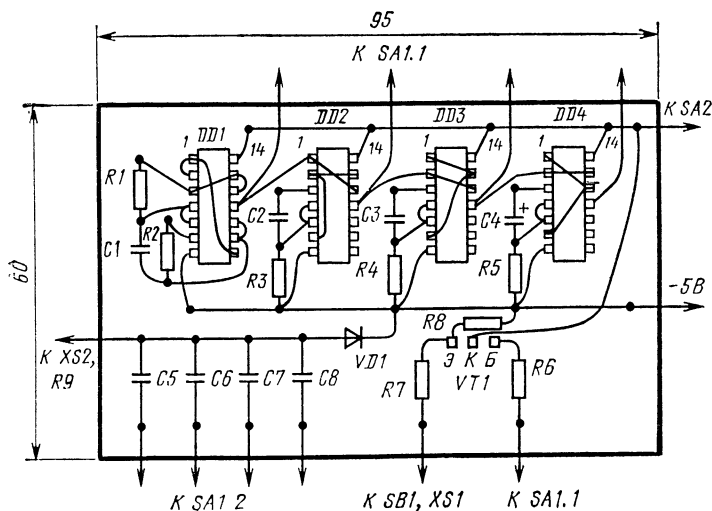 95
К SA1.1
К SA2
DD1
DD2
DD3
DD4
1
14
1
14
1
14
1
14
R1
C1
R2
C2
R3
C3
R4
C4
+
R5
60
-5В
R8
К XS2,
R9
VD1
Э К Б
VT1
R7
R6
C5
C6
C7
C8
К SA1 2
К SB1, XS1
К SA1.1